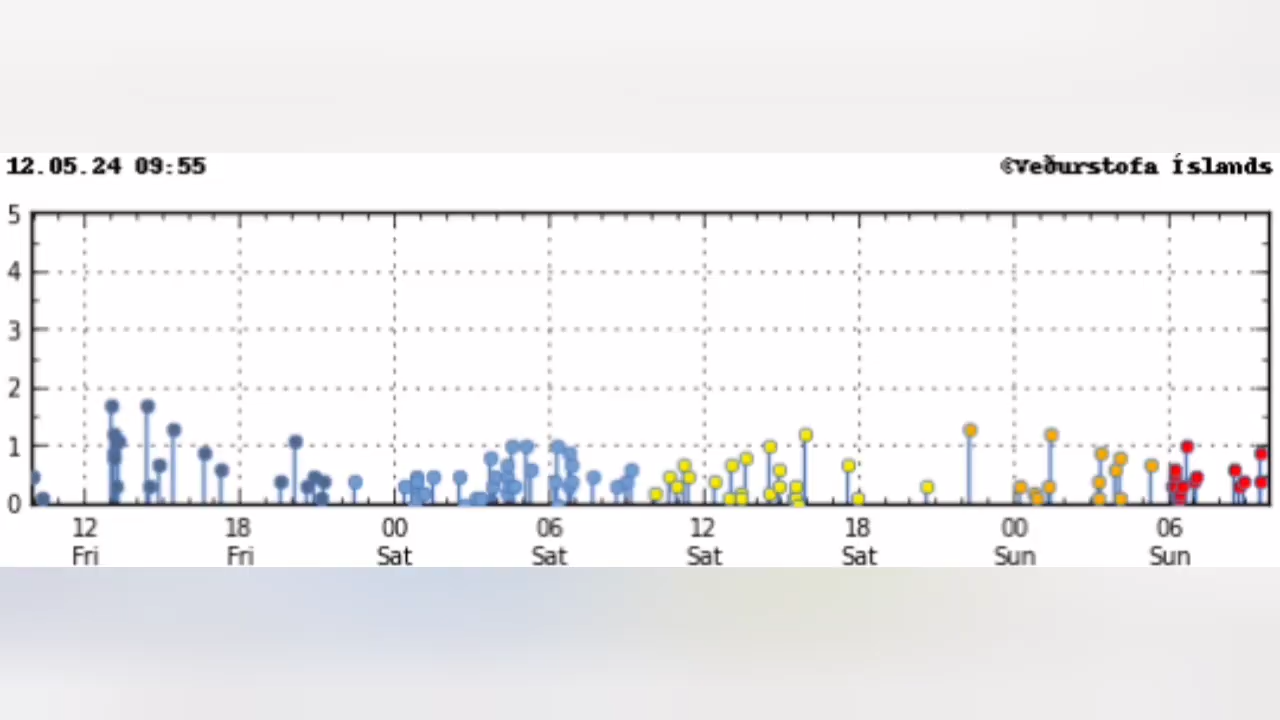 12.05.24 09:55 ©Veðurstofa Íslands
5
4
3
2
1
0
12 18 00 06 12 18 00 06
Fri Fri Sat Sat Sat Sat Sun Sun